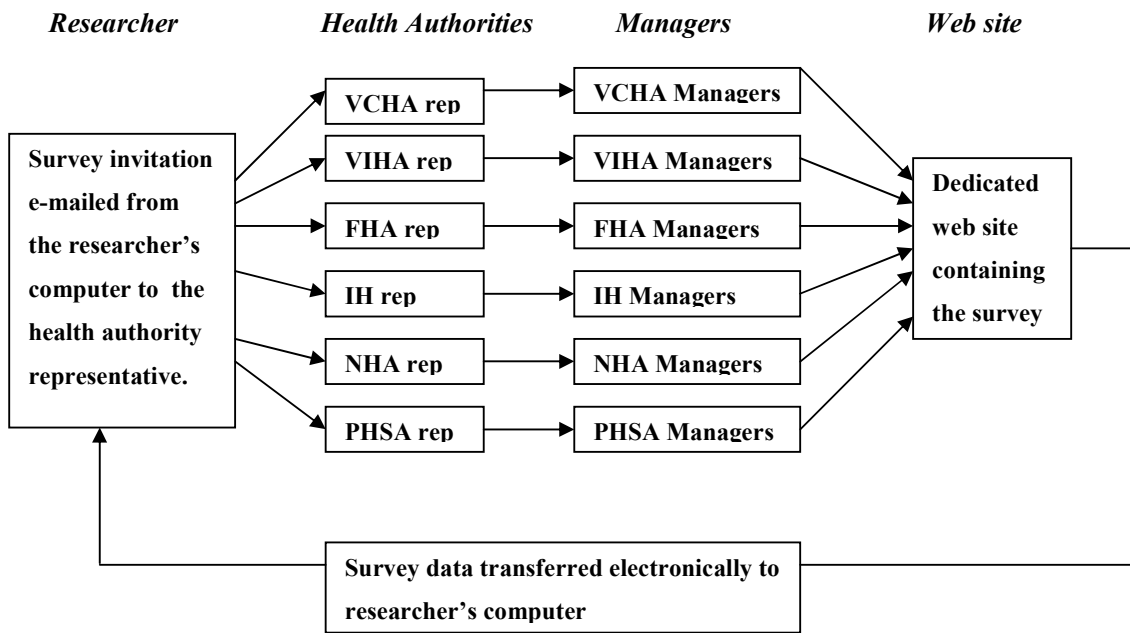 Researcher
Health Authorities
Managers
Web site
Survey invitation
e-mailed from
the researcher's
computer to the
health authority
representative.
VCHA rep
VIHA rep
FHA rep
IH rep
NHA rep
PHSA rep
VCHA Managers
VIHA Managers
FHA Managers
IH Managers
NHA Managers
PHSA Managers
Dedicated
web site
containing
the survey
Survey data transferred electronically to
researcher's computer